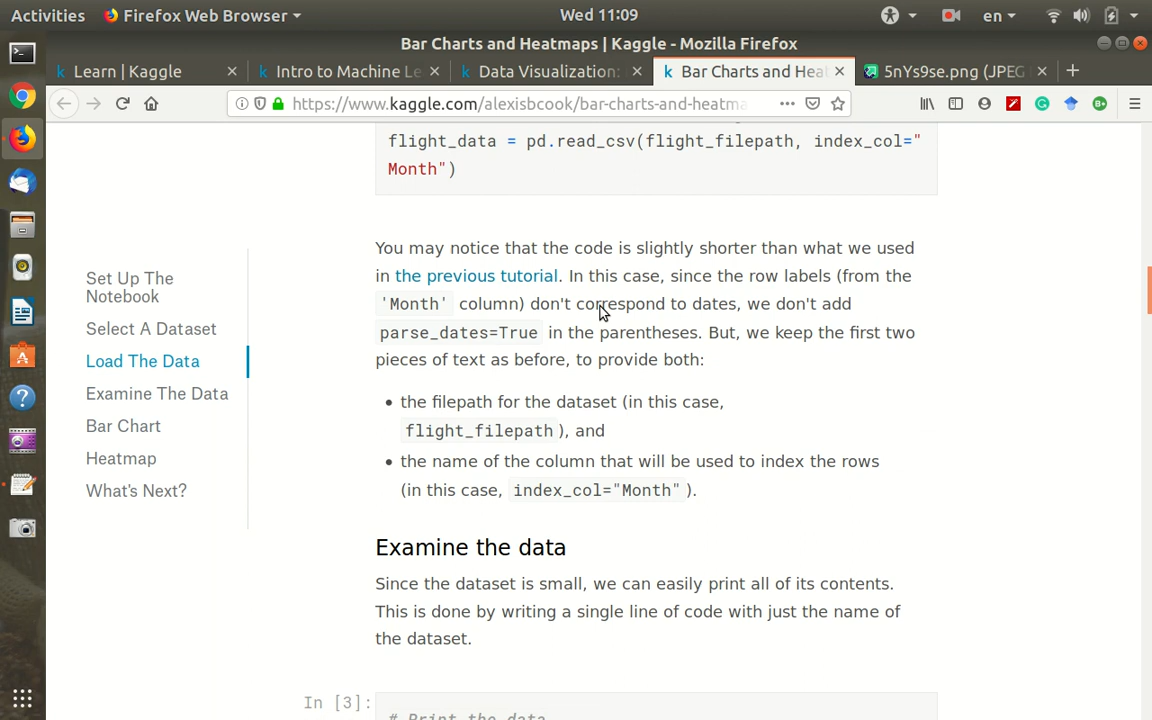 Activities
Firefox Web Browser
Wed 11:09
en
Bar Charts and Heatmaps | Kaggle - Mozilla Firefox
Learn | Kaggle
Intro to Machine Le
Data Visualization:
Bar Charts and Hea
5nYs9se.png (JPEG
https://www.kaggle.com/alexisbcook/bar-charts-and-heatma
flight_data = pd.read_csv(flight_filepath, index_col="
Month")
You may notice that the code is slightly shorter than what we used
in the previous tutorial. In this case, since the row labels (from the
'Month' column) don't correspond to dates, we don't add
parse_dates=True in the parentheses. But, we keep the first two
pieces of text as before, to provide both:
• the filepath for the dataset (in this case,
flight_filepath), and
• the name of the column that will be used to index the rows
(in this case, index_col="Month" ).
Set Up The
Notebook
Select A Dataset
Load The Data
Examine The Data
Bar Chart
Heatmap
What's Next?
Examine the data
Since the dataset is small, we can easily print all of its contents.
This is done by writing a single line of code with just the name of
the dataset.
In [3]:
# Print the data